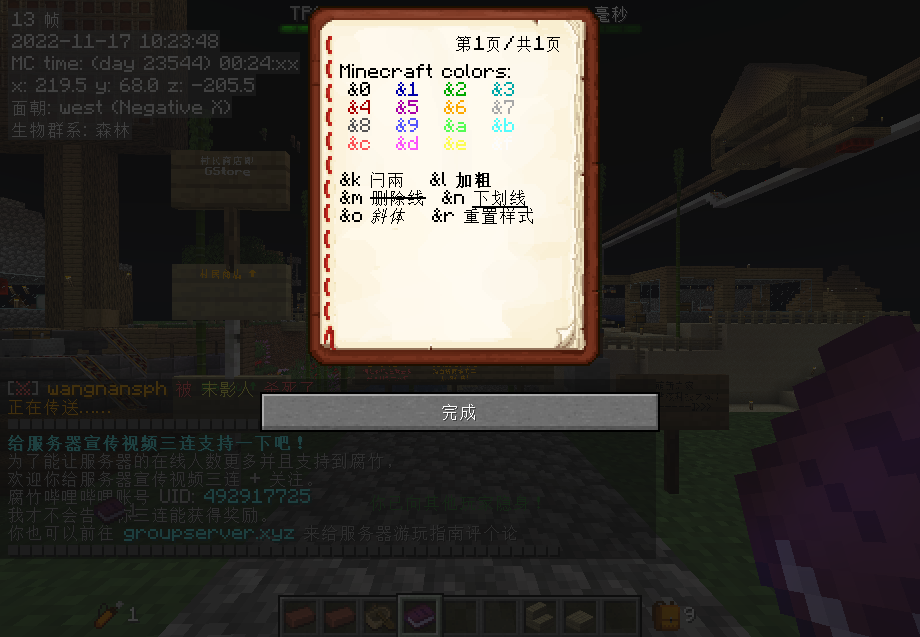 13 帧
2022-11-17 10:23:48
MC time: (day 23544) 00:24:xx
x: 219.5 y: 68.0 z: -205.5
面朝: west (Negative X)
生物群系: 森林
TP
毫秒
第1页/共1页
Minecraft colors:
&0 &1 &2 &3
&4 &5 &6 &7
&8 &9 &a &b
&c &d &e
&k 闩雨 &l 加粗
&m 删除线 &n 下划线
&o 斜体 &r 重置样式
GStore
完成
wangnansph 被 末影人 杀死了
正在传送……
给服务器宣传视频三连支持一下吧！
为了能让服务器的在线人数更多并且支持到腐竹，
欢迎你给服务器宣传视频三连 + 关注。
腐竹哔哩哔哩账号 UID: 492917725
我才不会告 你三连能获得奖励。
你也可以前往 groupserver.xyz 来给服务器游玩指南评个论
1
9